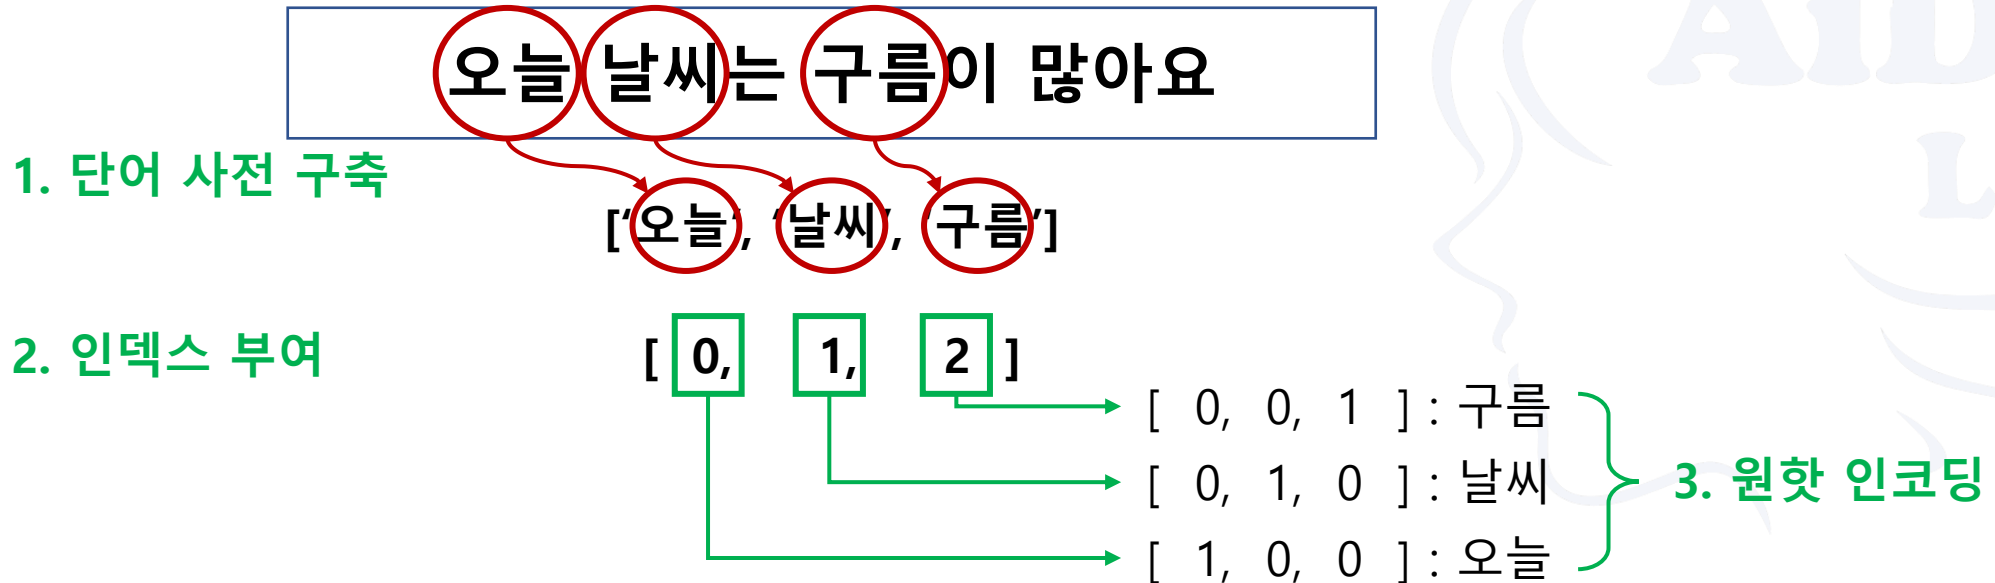 오늘 날씨는 구름이 많아요
1. 단어 사전 구축
['오늘', '날씨', '구름']
2. 인덱스 부여
[ 0, 1, 2 ]
[ 0, 0, 1 ] : 구름
[ 0, 1, 0 ] : 날씨
3. 원핫 인코딩
[ 1, 0, 0 ] : 오늘